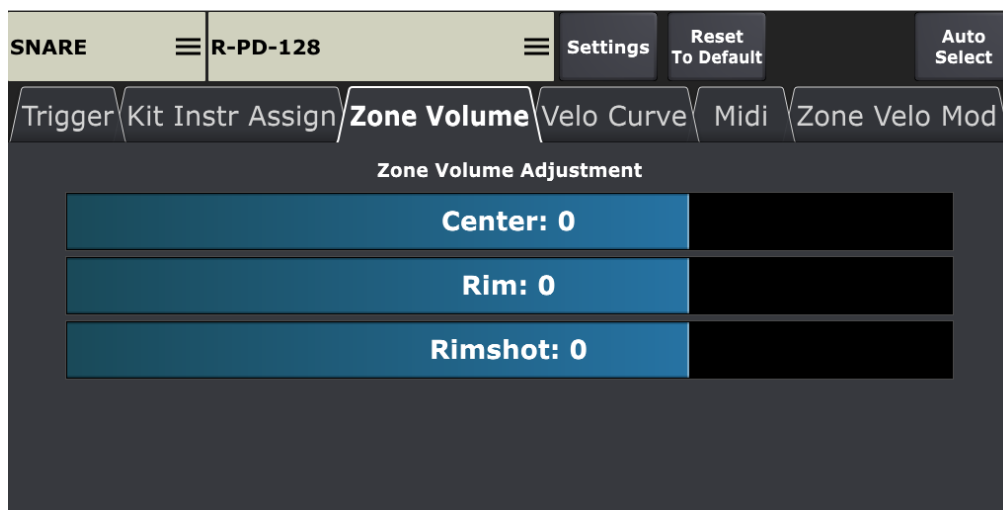 SNARE R-PD-128 Settings Reset To Default Auto Select
Trigger Kit Instr Assign Zone Volume Velo Curve Midi Zone Velo Mod
Zone Volume Adjustment
Center: 0
Rim: 0
Rimshot: 0